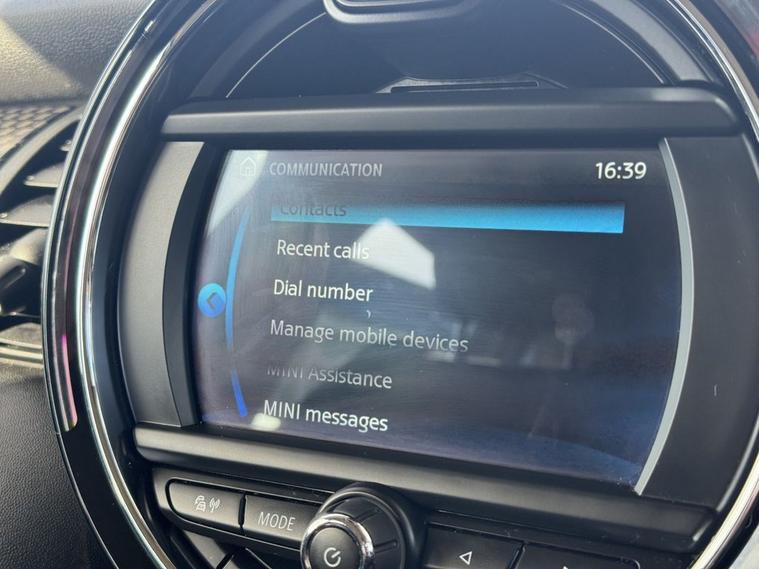 COMMUNICATION 16:39
Contacts
Recent calls
Dial number
Manage mobile devices
MINI Assistance
MINI messages
MODE